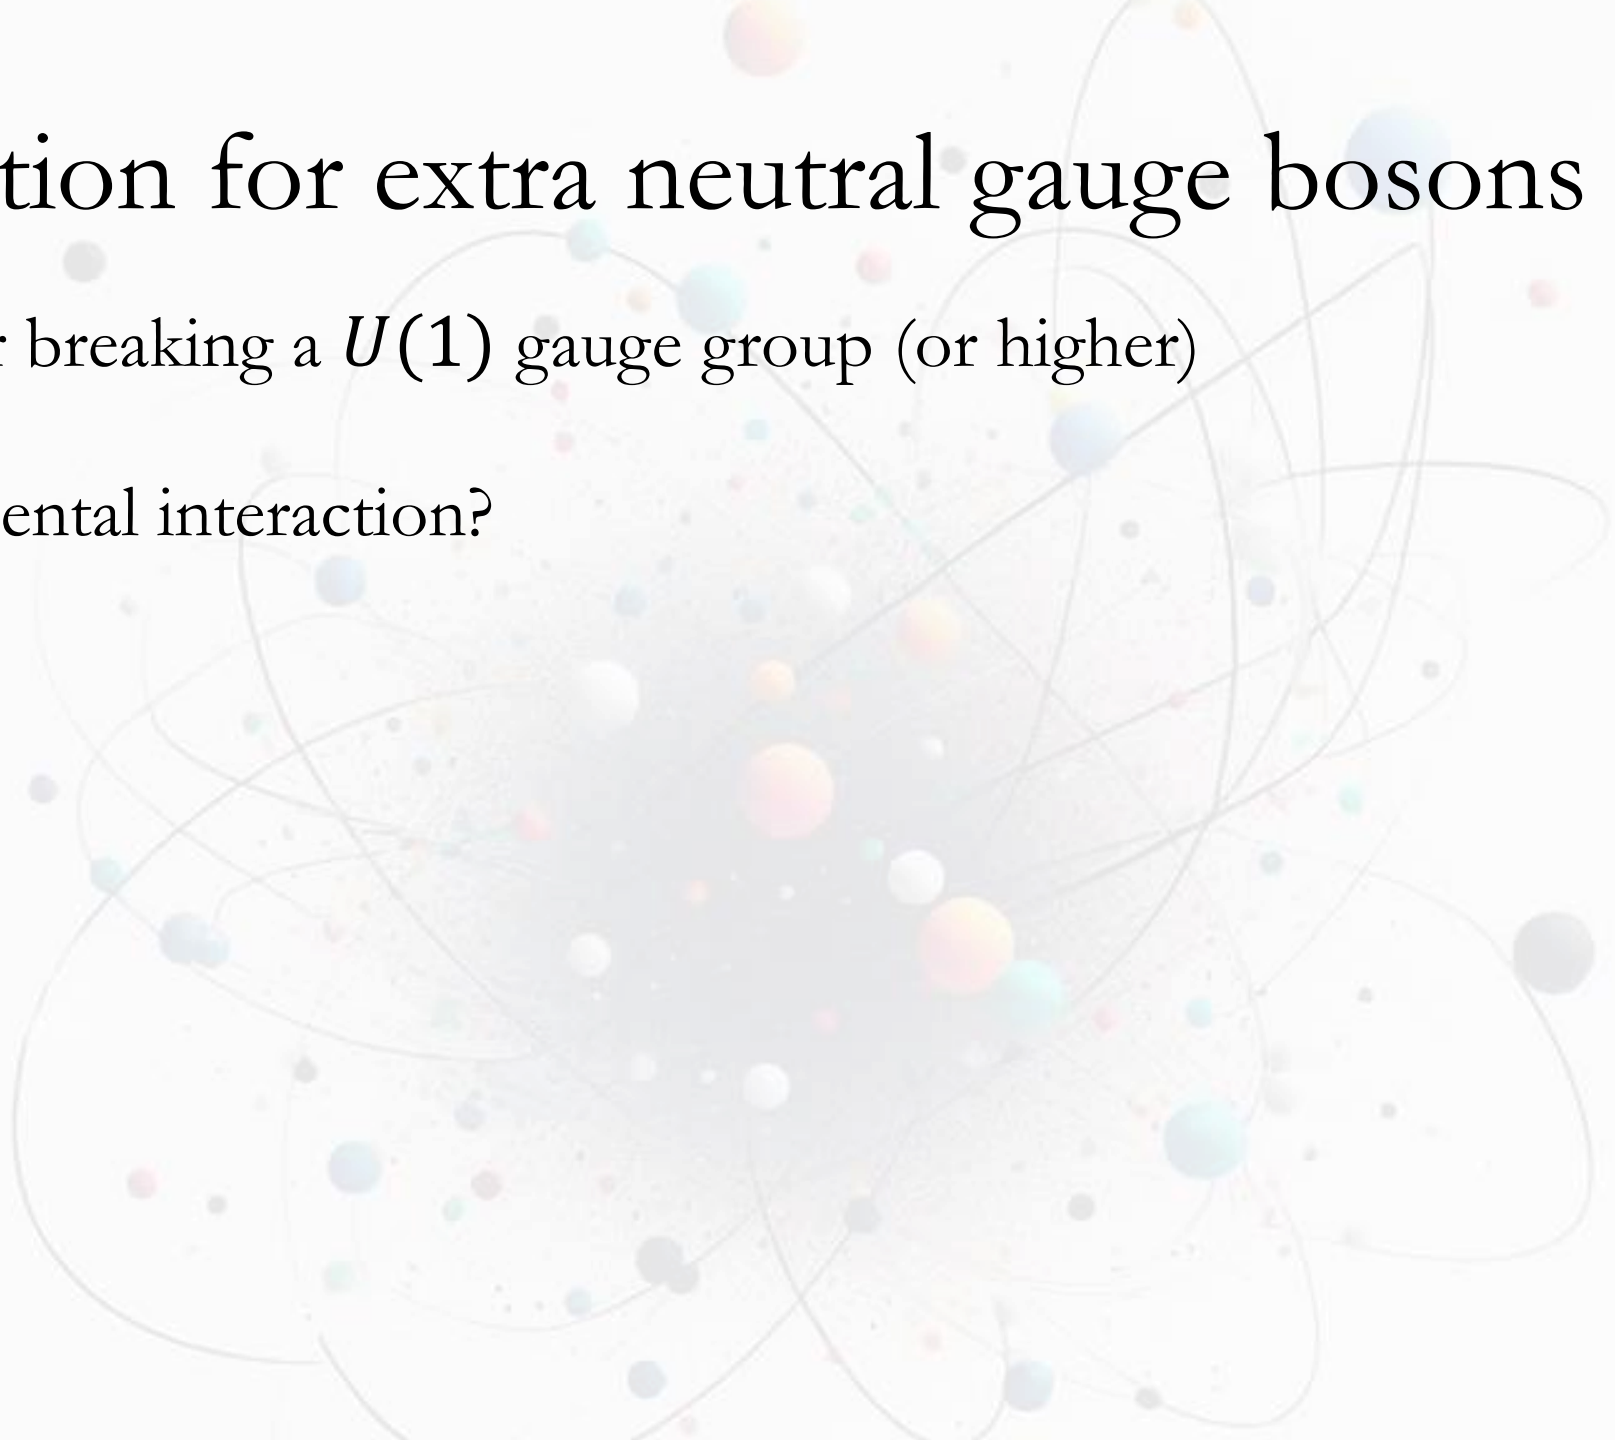 tion for extra neutral gauge bosons
r breaking a U(1) gauge group (or higher)
ental interaction?